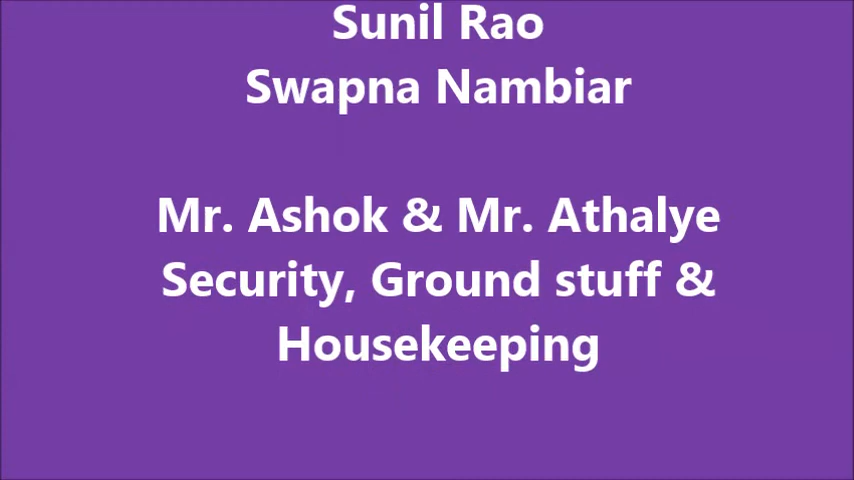 Sunil Rao
Swapna Nambiar
Mr. Ashok & Mr. Athalye
Security, Ground stuff &
Housekeeping